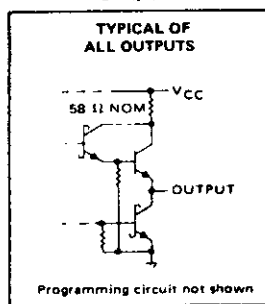 TYPICAL OF
ALL OUTPUTS
VCC
58 Ω NOM
OUTPUT
Programming circuit not shown